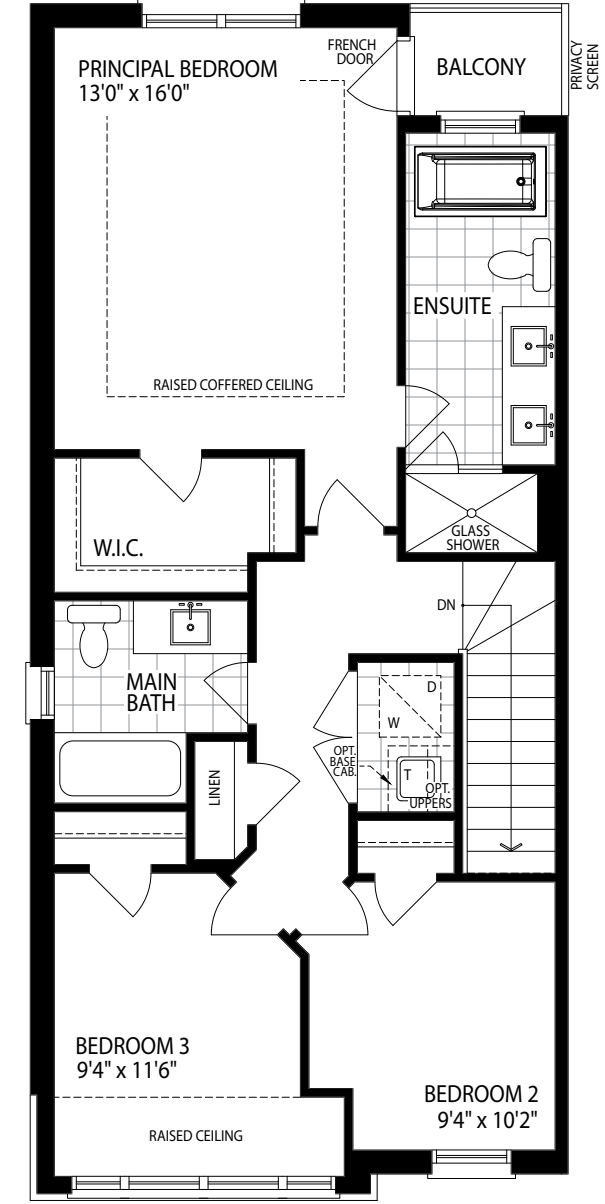 FRENCH
DOOR
BALCONY
PRIVACY
SCREEN
PRINCIPAL BEDROOM
13'0" x 16'0"
ENSUITE
RAISED COFFERED CEILING
W.I.C.
GLASS
SHOWER
DN
MAIN
BATH
D
W
OPT.
BASE
CAB.
T
OPT.
UPPERS
LINEN
BEDROOM 3
9'4" x 11'6"
BEDROOM 2
9'4" x 10'2"
RAISED CEILING